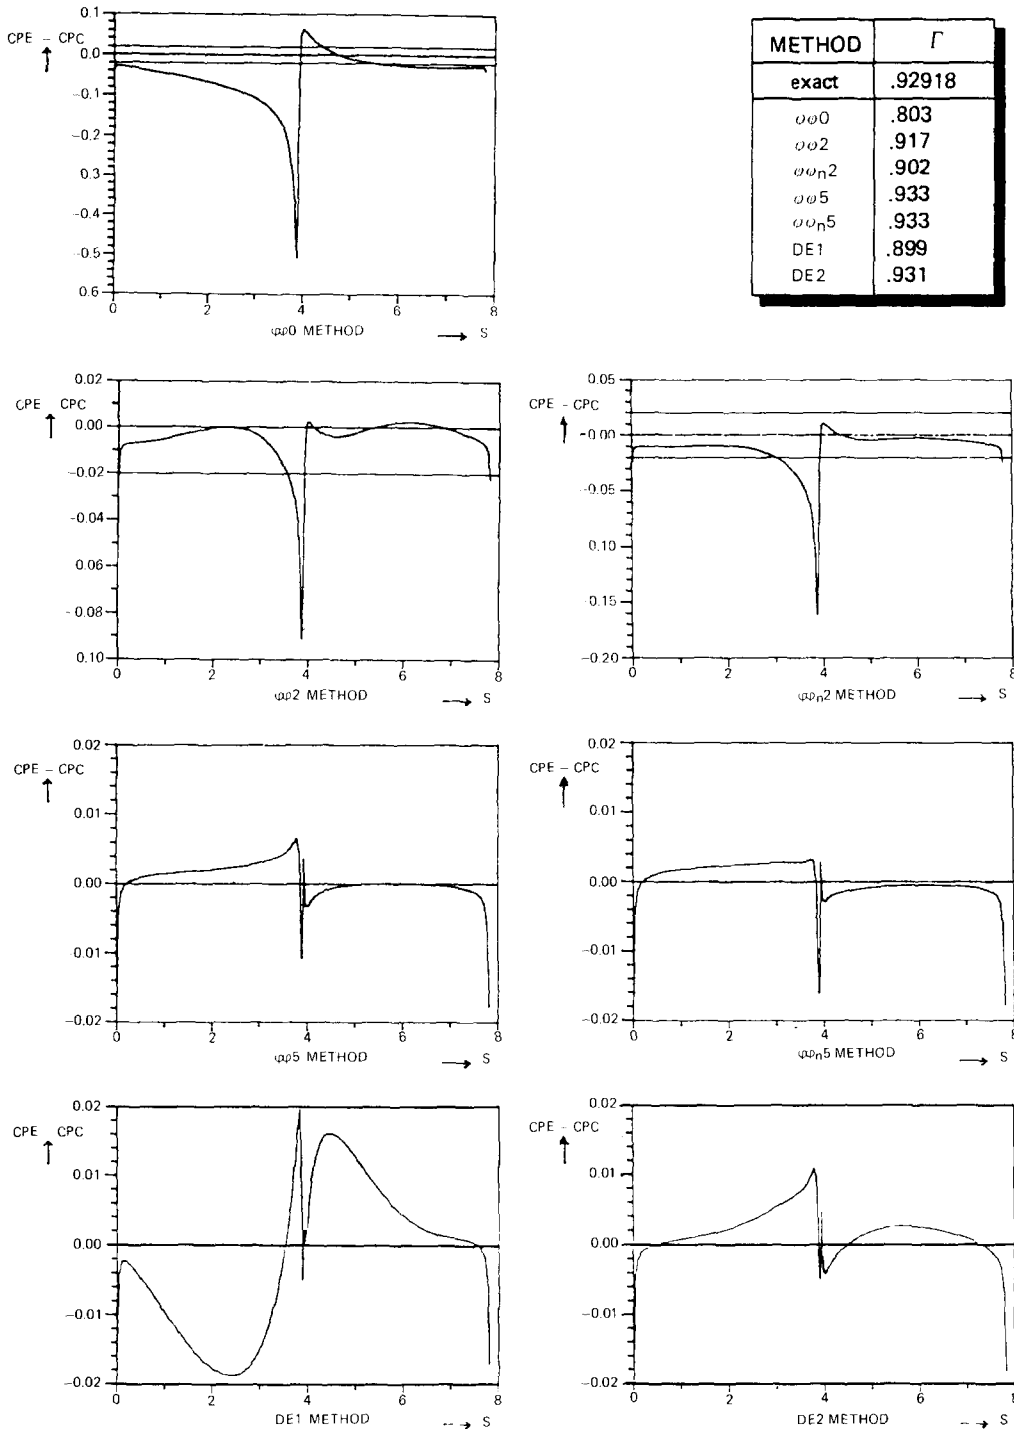 CPE – CPC
0.1
0.0
-0.1
-0.2
0.3
-0.4
-0.5
0.6
0 2 4 6 8
φφ0 METHOD → S
METHOD Γ
exact .92918
φφ0 .803
φφ2 .917
φφn2 .902
φφ5 .933
φφn5 .933
DE1 .899
DE2 .931
CPE CPC
0.02
0.00
-0.02
-0.04
0.06
-0.08
0.10
0 2 4 6 8
φφ2 METHOD → S
CPE – CPC
0.05
-0.00
-0.05
0.10
-0.15
-0.20
0 2 4 6 8
φφn2 METHOD → S
CPE – CPC
0.02
0.01
0.00
-0.01
-0.02
0 2 4 6 8
φφ5 METHOD → S
CPE – CPC
0.02
0.01
0.00
-0.01
-0.02
0 2 4 6 8
φφn5 METHOD → S
CPE CPC
0.02
0.01
0.00
-0.01
-0.02
0 2 4 6 8
DE1 METHOD → S
CPE – CPC
0.02
0.01
0.00
-0.01
-0.02
0 2 4 6 8
DE2 METHOD → S